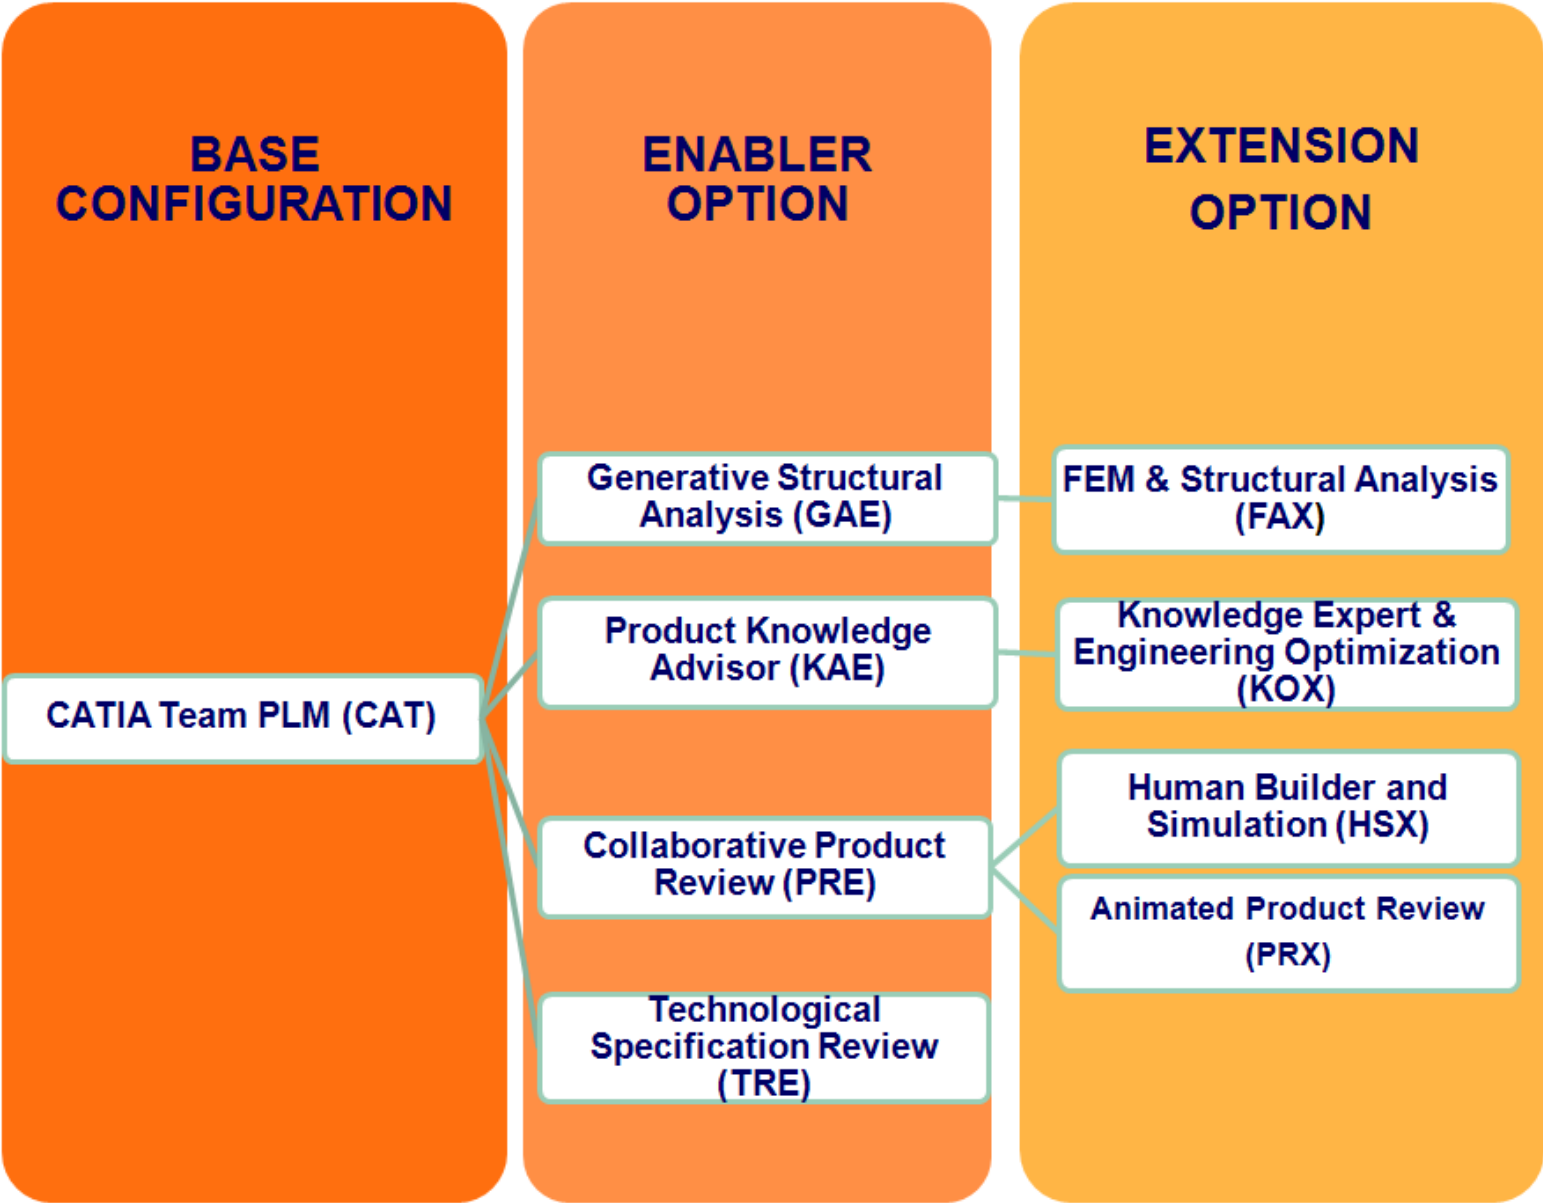 BASE
CONFIGURATION
ENABLER
OPTION
EXTENSION
OPTION
CATIA Team PLM (CAT)
Generative Structural
Analysis (GAE)
Product Knowledge
Advisor (KAE)
Collaborative Product
Review (PRE)
Technological
Specification Review
(TRE)
FEM & Structural Analysis
(FAX)
Knowledge Expert &
Engineering Optimization
(KOX)
Human Builder and
Simulation (HSX)
Animated Product Review
(PRX)